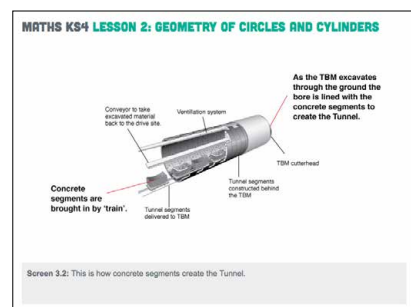 MATHS KS4 LESSON 2: GEOMETRY OF CIRCLES AND CYLINDERS
As the TBM excavates
through the ground the
bore is lined with the
concrete segments to
create the Tunnel.
Conveyor to take
excavated material
back to the drive site.
Ventilation system
TBM cutterhead
Tunnel segments
constructed behind
the TBM
Concrete
segments are
brought in by 'train'.
Tunnel segments
delivered to TBM
Screen 3.2: This is how concrete segments create the Tunnel.